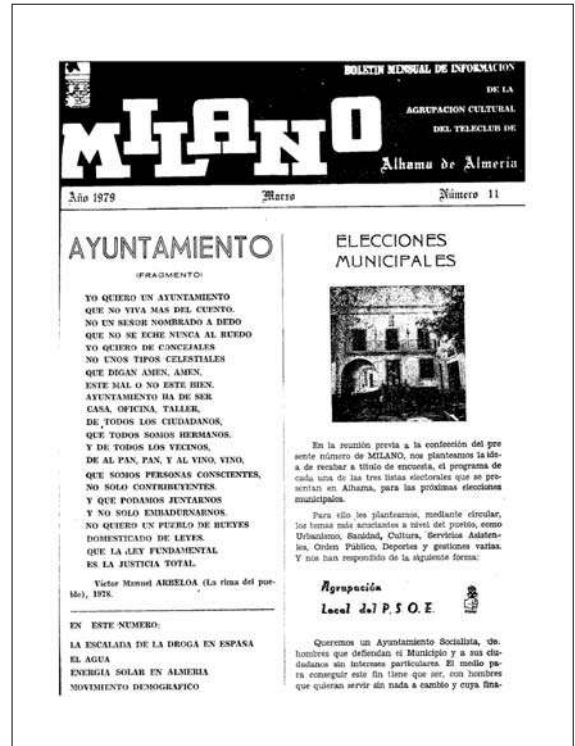 BOLETIN MENSUAL DE INFORMACION
DE LA
AGRUPACION CULTURAL
DEL TELECLUB DE
Alhama de Almeria
MILANO
Año 1979
Marzo
Número 11
AYUNTAMIENTO
(FRAGMENTO)
YO QUIERO UN AYUNTAMIENTO
QUE NO VIVA MAS DEL CUENTO.
NO UN SEÑOR NOMBRADO A DEDO
QUE NO SE ECHE NUNCA AL RUEDO
YO QUIERO DE CONCEJALES
NO UNOS TIPOS CELESTIALES
QUE DIGAN AMEN, AMEN,
ESTE MAL O NO ESTE BIEN.
AYUNTAMIENTO HA DE SER
CASA, OFICINA, TALLER,
DE TODOS LOS CIUDADANOS,
QUE TODOS SOMOS HERMANOS.
Y DE TODOS LOS VECINOS,
DE AL PAN, PAN, Y AL VINO, VINO,
QUE SOMOS PERSONAS CONSCIENTES,
NO SOLO CONTRIBUYENTES.
Y QUE PODAMOS JUNTARNOS
Y NO SOLO EMBADURNARNOS.
NO QUIERO UN PUEBLO DE BUEYES
DOMESTICADO DE LEYES.
QUE LA LEY FUNDAMENTAL
ES LA JUSTICIA TOTAL.
Víctor Manuel ARBELOA (La rima del pue-
blo), 1978.
EN ESTE NUMERO:
LA ESCALADA DE LA DROGA EN ESPAÑA
EL AGUA
ENERGIA SOLAR EN ALMERIA
MOVIMIENTO DEMOGRAFICO
ELECCIONES
MUNICIPALES
En la reunión previa a la confección del pre
sente número de MILANO, nos planteamos la ide-
a de recabar a título de encuesta, el programa de
cada una de las tres listas electorales que se pre-
sentan en Alhama, para las próximas elecciones
municipales.
Para ello les planteamos, mediante circular,
los temas más acuciantes a nivel del pueblo, como
Urbanismo, Sanidad, Cultura, Servicios Asisten-
les, Orden Público, Deportes y gestiones varias.
Y nos han respondido de la siguiente forma:
Agrupación
Local del P.S.O.E.
Queremos un Ayuntamiento Socialista, de
hombres que defiendan el Municipio y a sus ciu-
dadanos sin intereses particulares. El medio pa-
ra conseguir este fin tiene que ser, con hombres
que quieran servir sin nada a cambio y cuya fina-